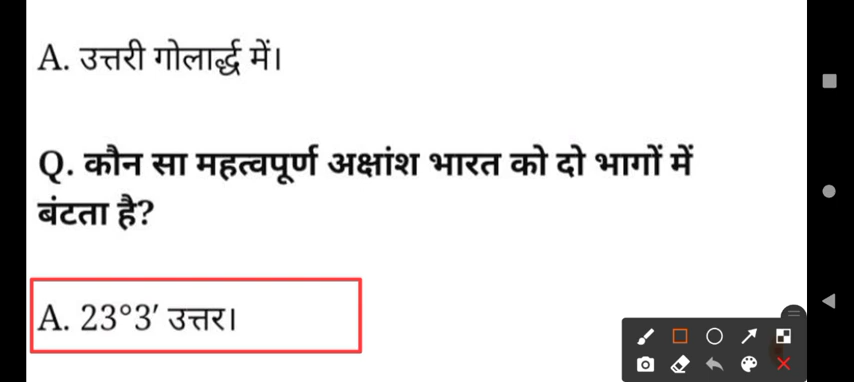 A. उत्तरी गोलार्द्ध में।
Q. कौन सा महत्वपूर्ण अक्षांश भारत को दो भागों में
बंटता है?
A. 23°3′ उत्तर।